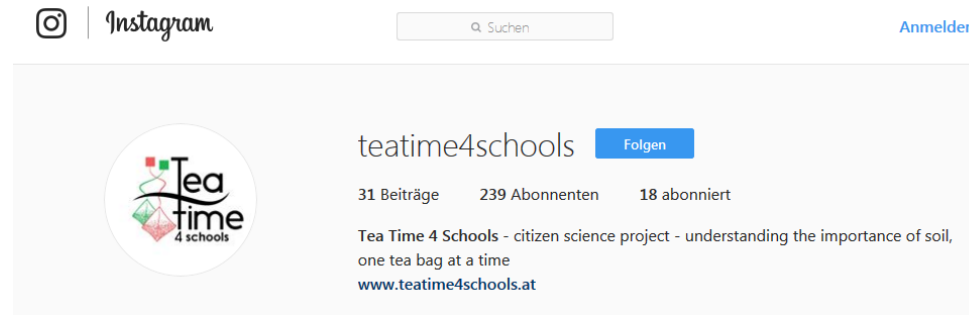 Instagram
Suchen
Anmelden
teatime4schools
Folgen
31 Beiträge 239 Abonnenten 18 abonniert
Tea Time 4 Schools - citizen science project - understanding the importance of soil,
one tea bag at a time
www.teatime4schools.at
Tea
Time
4 schools